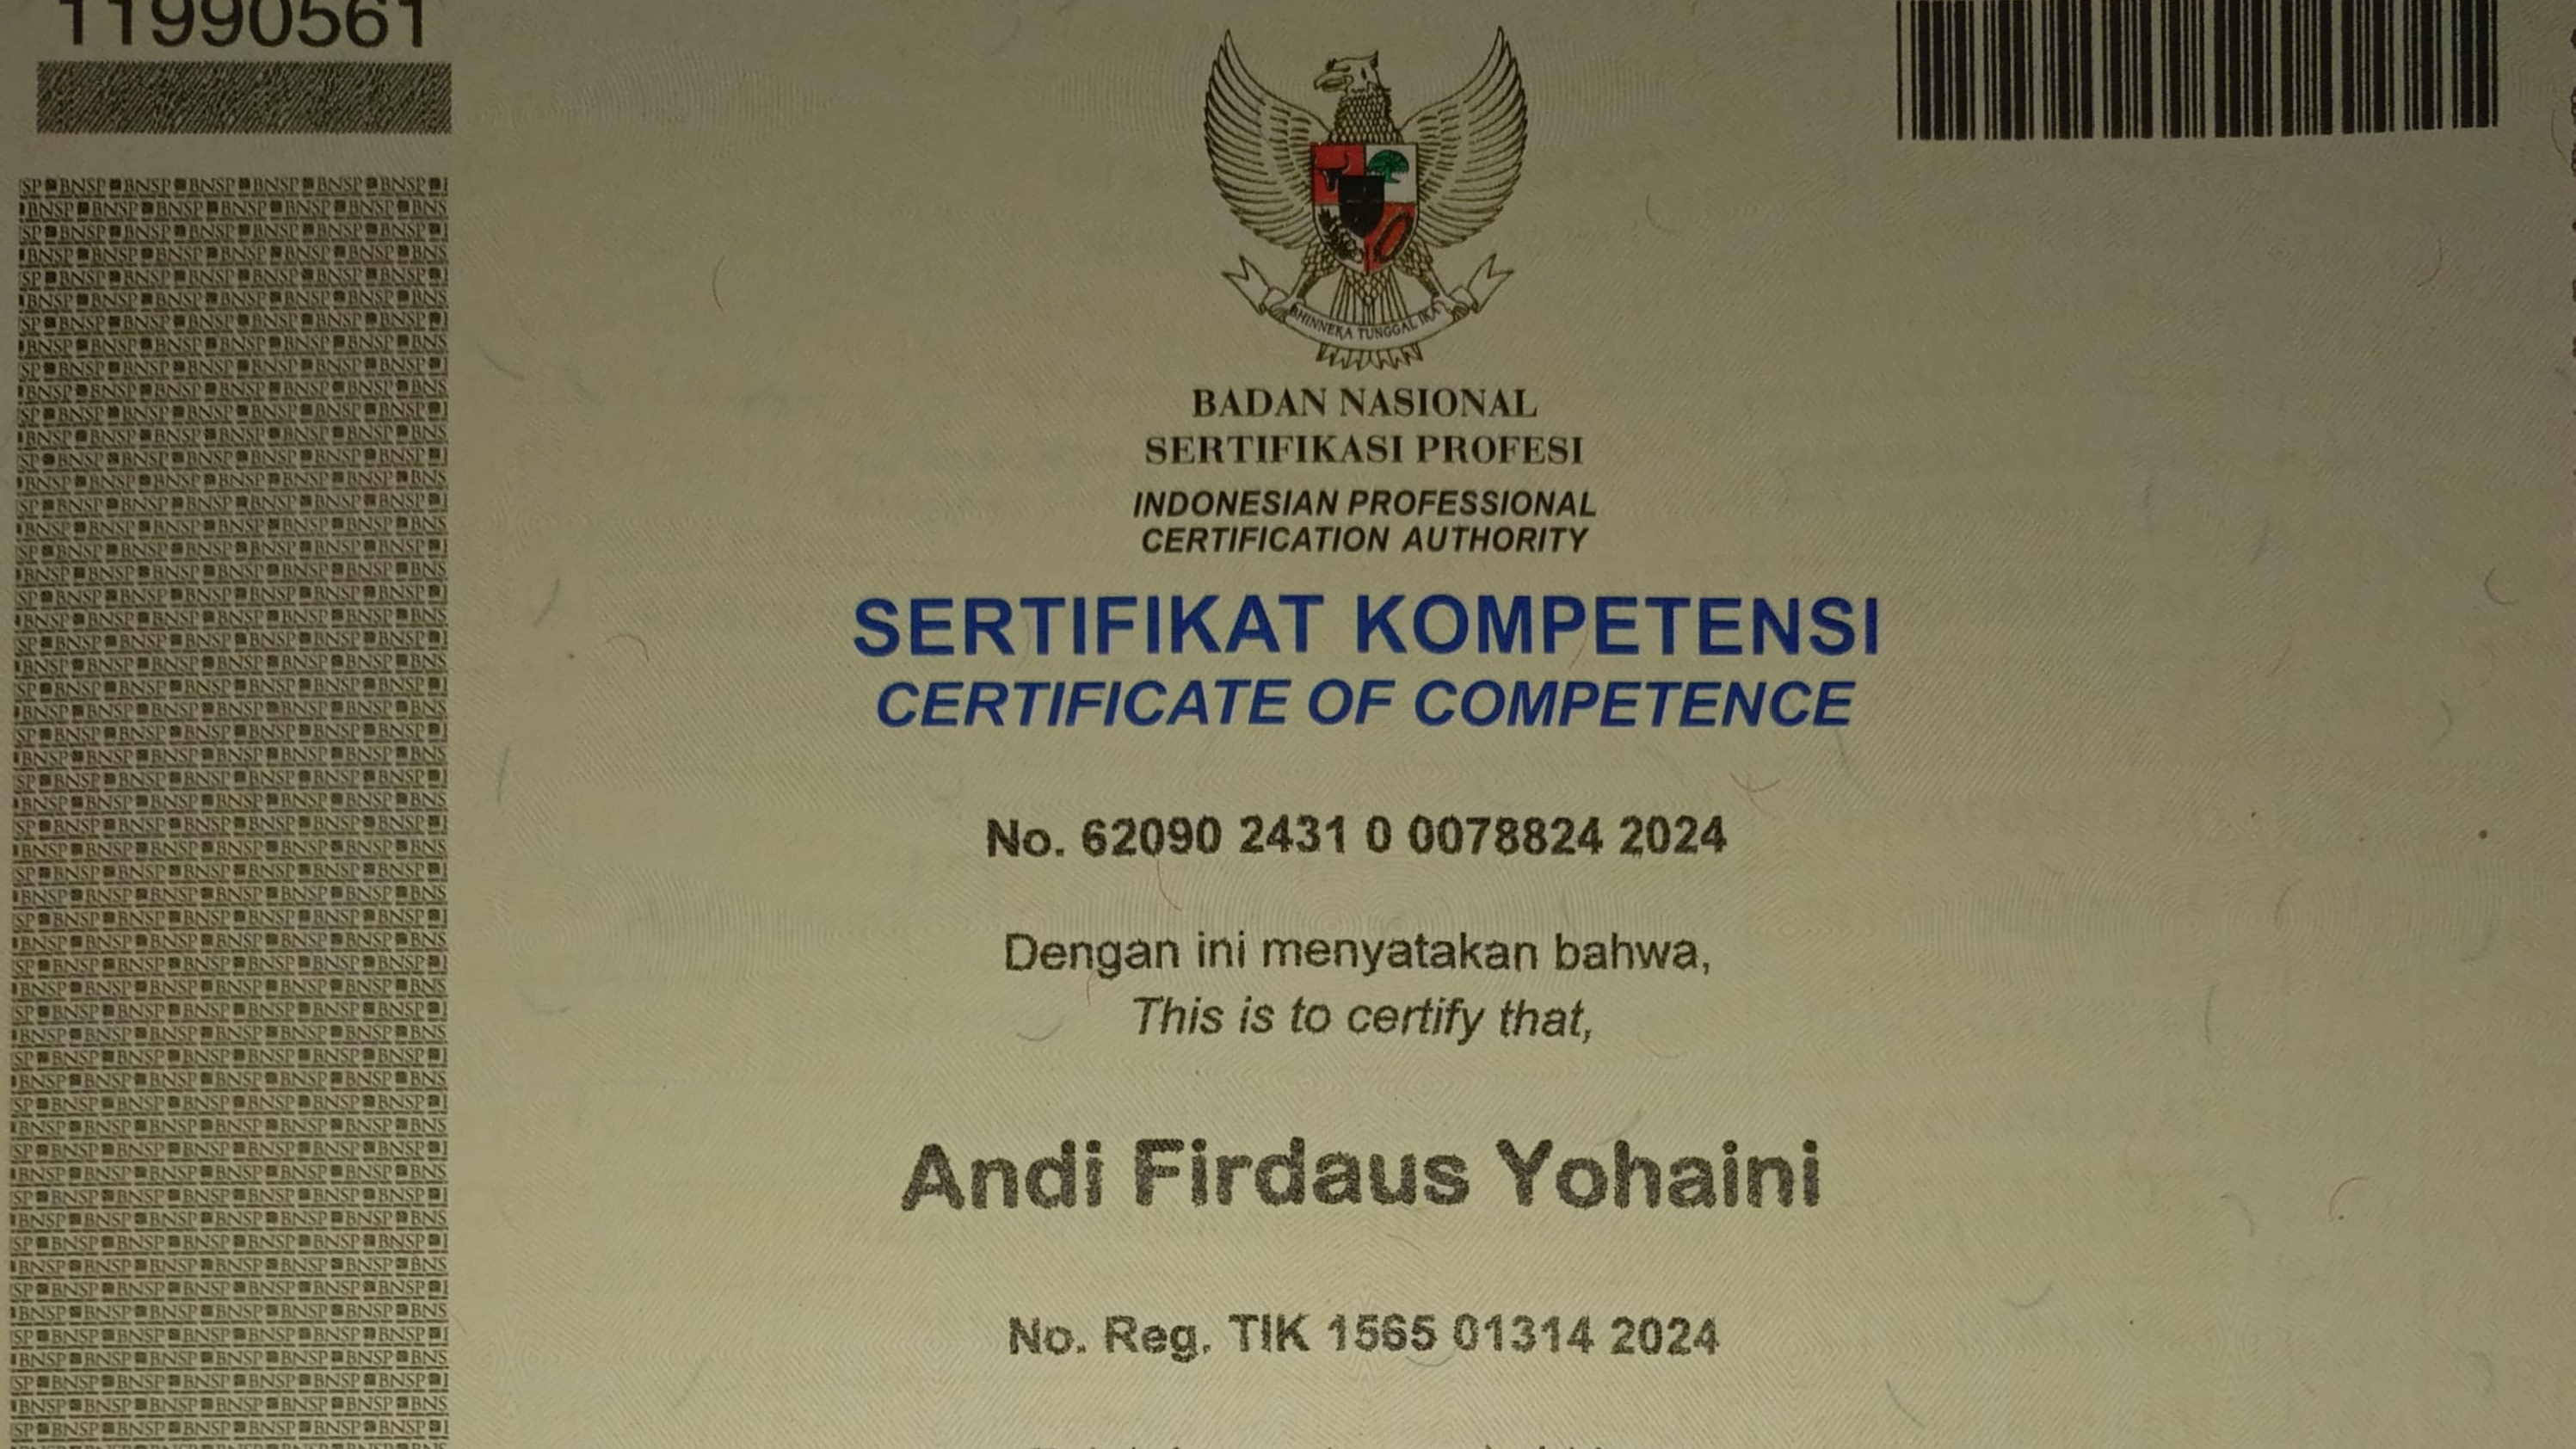 11990561
BHINNEKA TUNGGAL IKA
BADAN NASIONAL
SERTIFIKASI PROFESI
INDONESIAN PROFESSIONAL
CERTIFICATION AUTHORITY
SERTIFIKAT KOMPETENSI
CERTIFICATE OF COMPETENCE
No. 62090 2431 0 0078824 2024
Dengan ini menyatakan bahwa,
This is to certify that,
Andi Firdaus Yohaini
No. Reg. TIK 1565 01314 2024